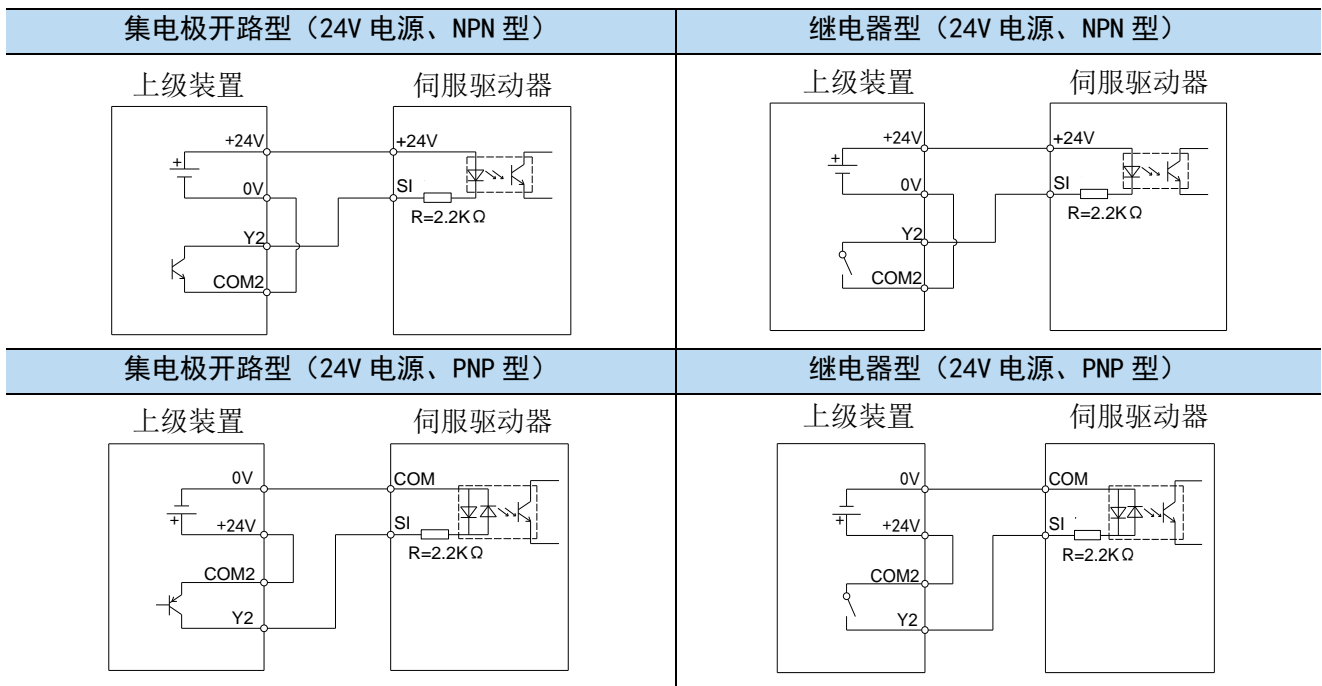 集电极开路型（24V 电源、NPN 型）
继电器型（24V 电源、NPN 型）
上级装置
伺服驱动器
+24V
+24V
+
0V
SI
R=2.2KΩ
Y2
COM2
上级装置
伺服驱动器
+24V
+24V
+
0V
SI
R=2.2KΩ
Y2
COM2
集电极开路型（24V 电源、PNP 型）
继电器型（24V 电源、PNP 型）
上级装置
伺服驱动器
0V
COM
+
+24V
SI
R=2.2KΩ
COM2
Y2
上级装置
伺服驱动器
0V
COM
+
+24V
SI
R=2.2KΩ
COM2
Y2